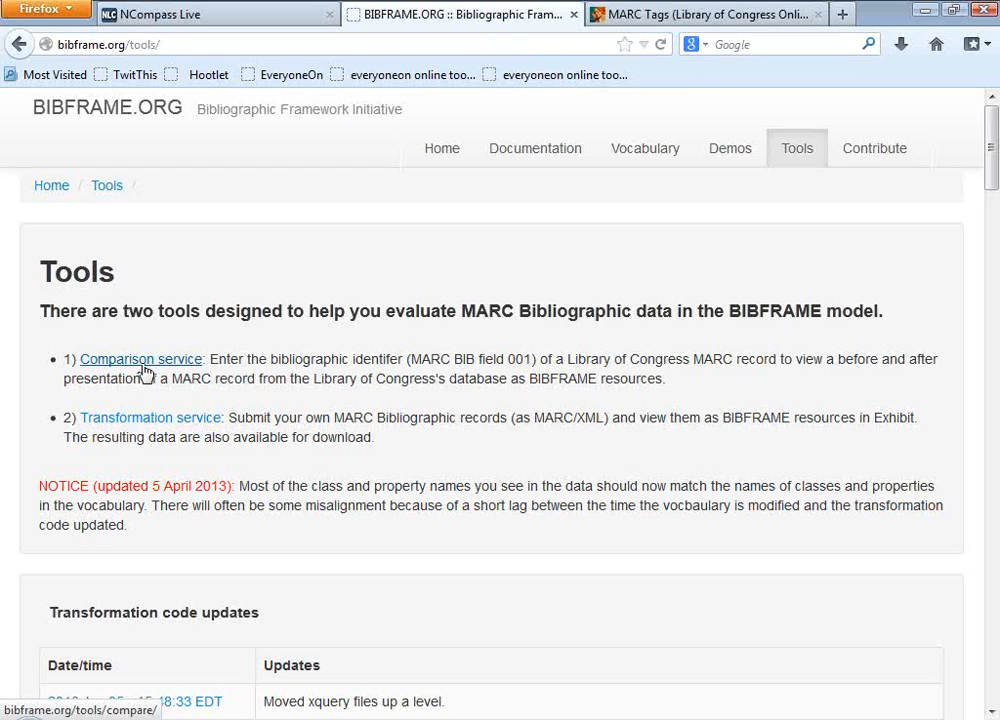 Firefox
NCompass Live
BIBFRAME.ORG :: Bibliographic Fram...
MARC Tags (Library of Congress Onli...
bibframe.org/tools/
Google
Most Visited TwitThis Hootlet EveryoneOn everyoneon online too... everyoneon online too...
BIBFRAME.ORG Bibliographic Framework Initiative
Home Documentation Vocabulary Demos Tools Contribute
Home / Tools /
Tools
There are two tools designed to help you evaluate MARC Bibliographic data in the BIBFRAME model.
• 1) Comparison service: Enter the bibliographic identifer (MARC BIB field 001) of a Library of Congress MARC record to view a before and after
presentation of a MARC record from the Library of Congress's database as BIBFRAME resources.
• 2) Transformation service: Submit your own MARC Bibliographic records (as MARC/XML) and view them as BIBFRAME resources in Exhibit.
The resulting data are also available for download.
NOTICE (updated 5 April 2013): Most of the class and property names you see in the data should now match the names of classes and properties
in the vocabulary. There will often be some misalignment because of a short lag between the time the vocbaulary is modified and the transformation
code updated.
Transformation code updates
Date/time Updates
48:33 EDT Moved xquery files up a level.
bibframe.org/tools/compare/